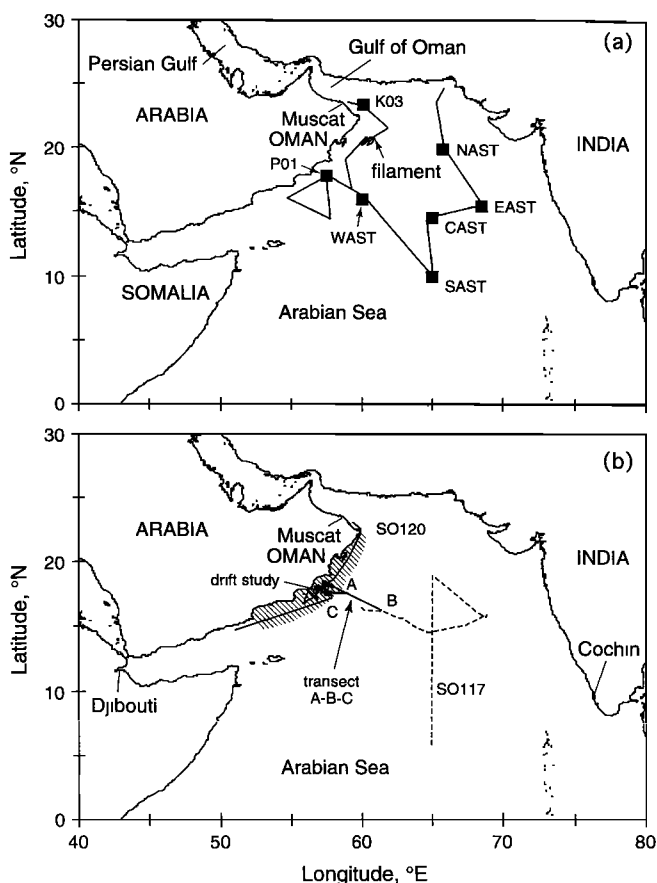 30
(a)
Persian Gulf
Gulf of Oman
K03
Muscat
ARABIA
OMAN
INDIA
20
NAST
filament
P01
EAST
WAST
CAST
10
SAST
SOMALIA
Arabian Sea
0
Latitude, °N
30
(b)
Muscat
SO120
ARABIA
OMAN
INDIA
20
drift study
A
B
C
transect
A-B-C
SO117
Cochin
10
Djibouti
Arabian Sea
0
Latitude, °N
40 50 60 70 80
Longitude, °E